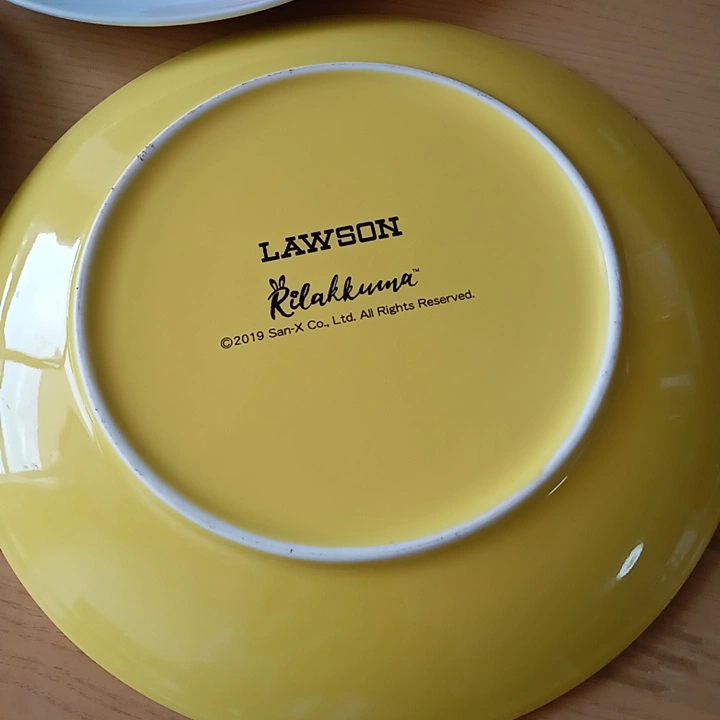 LAWSON
Rilakkuma™
©2019 San-X Co., Ltd. All Rights Reserved.